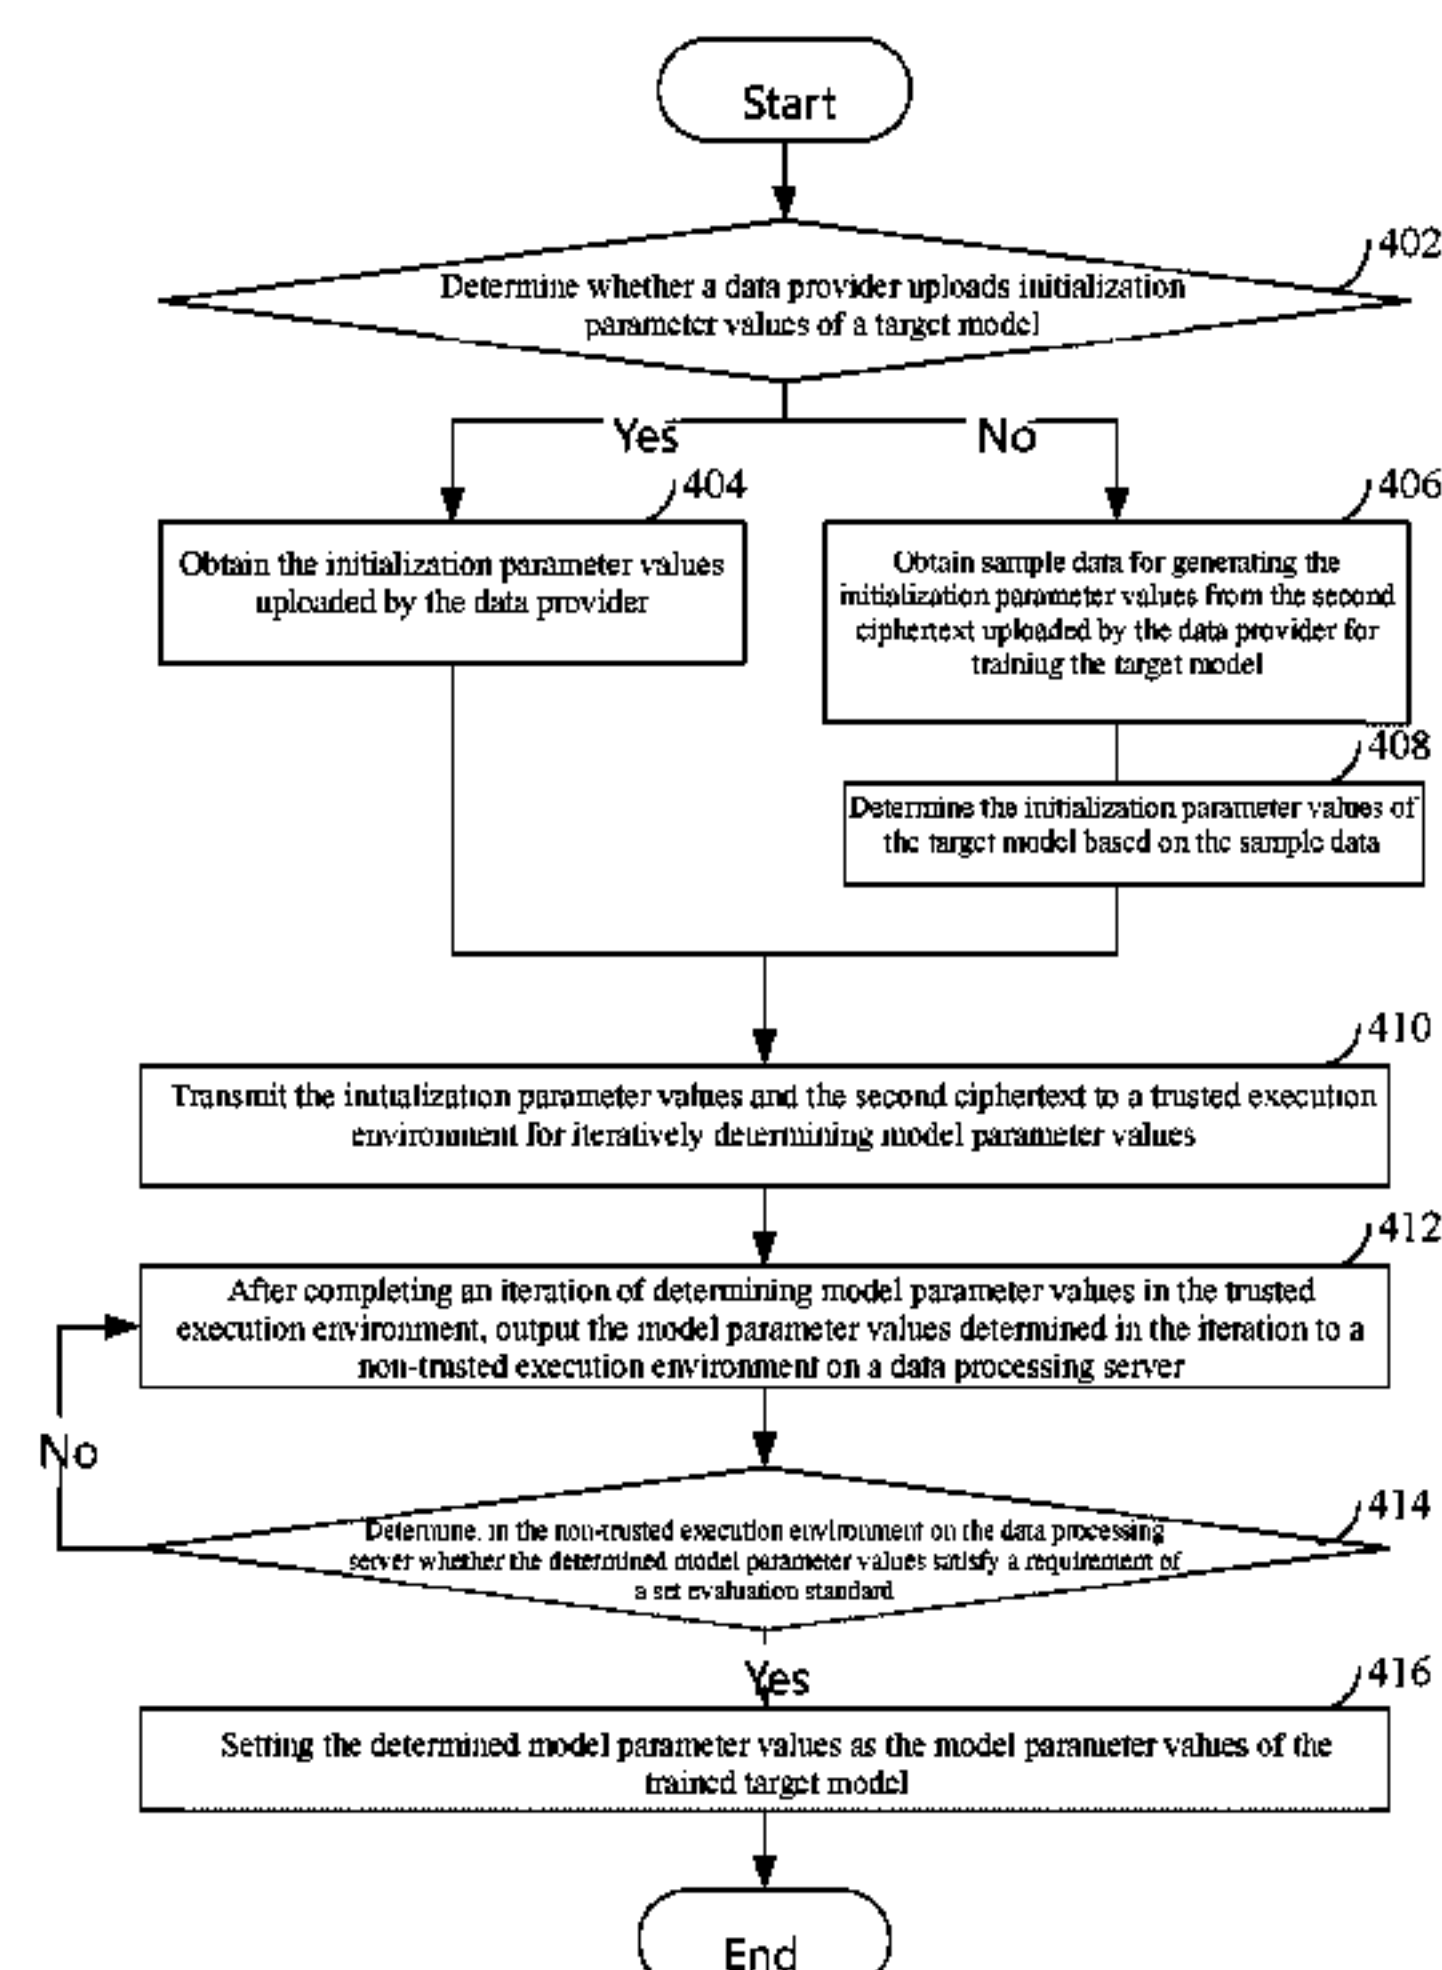 Start
402
Determine whether a data provider uploads initialization
parameter values of a target model
Yes
No
404
Obtain the initialization parameter values
uploaded by the data provider
406
Obtain sample data for generating the
initialization parameter values from the second
ciphertext uploaded by the data provider for
training the target model
408
Determine the initialization parameter values of
the target model based on the sample data
410
Transmit the initialization parameter values and the second ciphertext to a trusted execution
environment for iteratively determining model parameter values
412
After completing an iteration of determining model parameter values in the trusted
execution environment, output the model parameter values determined in the iteration to a
non-trusted execution environment on a data processing server
No
414
Determine, in the non-trusted execution environment on the data processing
server whether the determined model parameter values satisfy a requirement of
a set evaluation standard
Yes
416
Setting the determined model parameter values as the model parameter values of the
trained target model
End